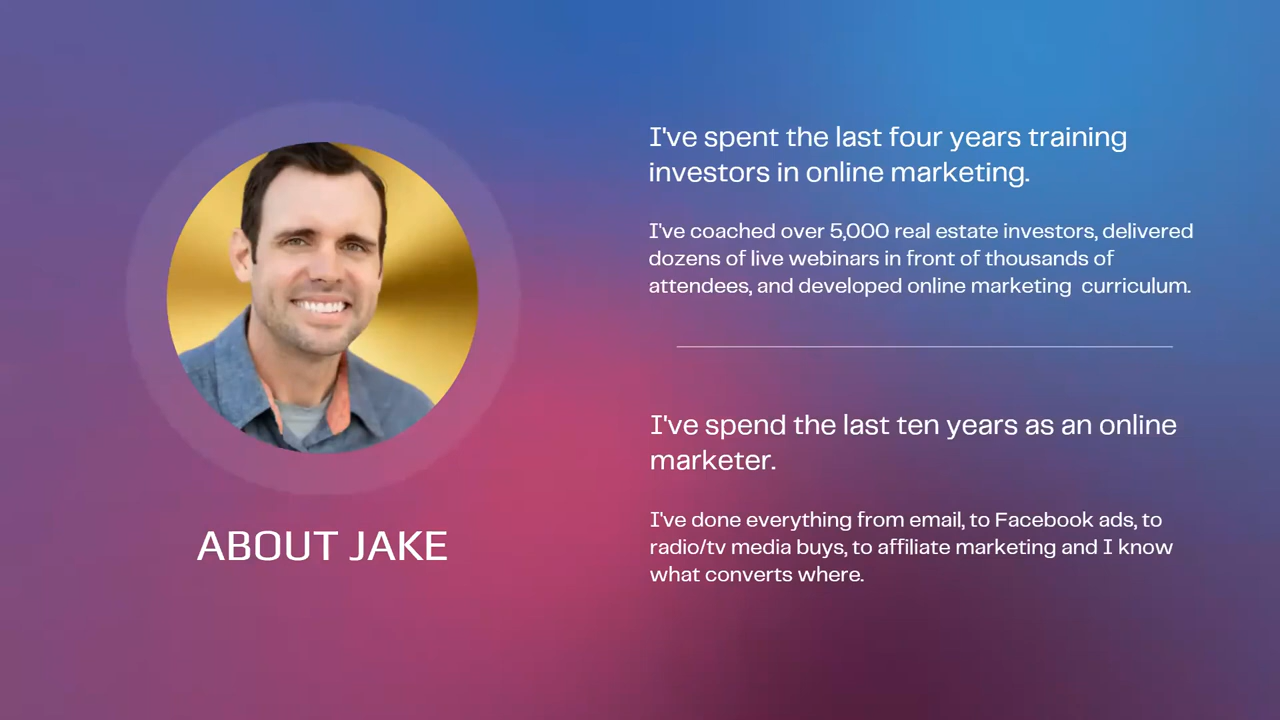 I've spent the last four years training
investors in online marketing.
I've coached over 5,000 real estate investors, delivered
dozens of live webinars in front of thousands of
attendees, and developed online marketing  curriculum.
I've spend the last ten years as an online
marketer.
I've done everything from email, to Facebook ads, to
radio/tv media buys, to affiliate marketing and I know
what converts where.
ABOUT JAKE